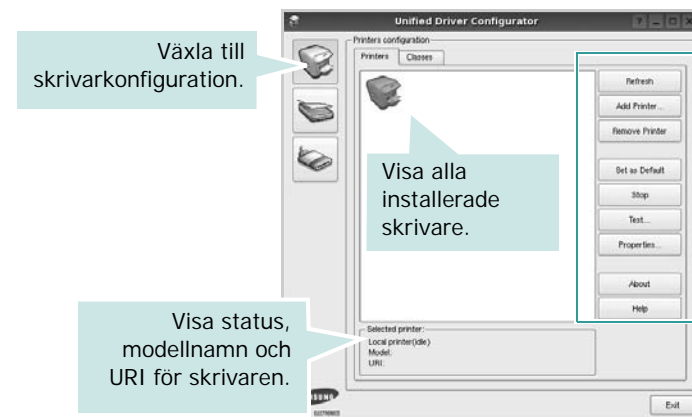 Unified Driver Configurator
Växla till
skrivarkonfiguration.
Printers configuration
Printers
Classes
Refresh
Add Printer...
Remove Printer
Set as Default
Stop
Test...
Properties...
About
Help
Visa alla
installerade
skrivare.
Visa status,
modellnamn och
URI för skrivaren.
Selected printer:
Local printer(idle)
Model:
URI:
ELECTRONICS
Exit